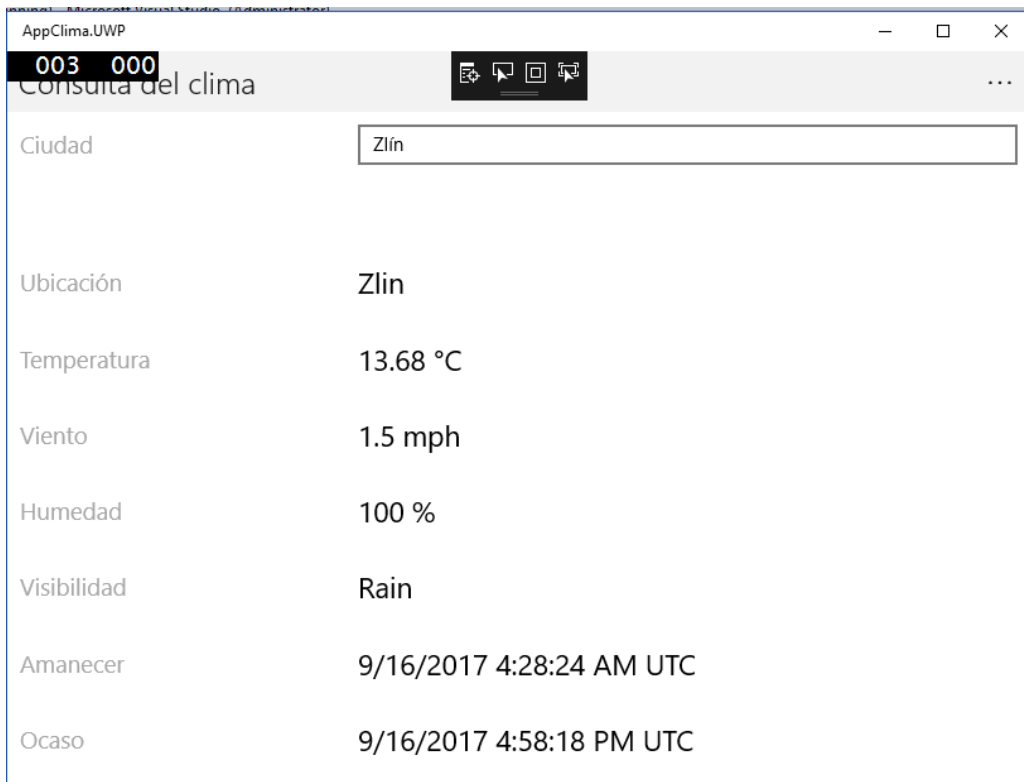 AppClima.UWP
003 000
Consulta del clima
Ciudad Zlín
Ubicación Zlin
Temperatura 13.68 °C
Viento 1.5 mph
Humedad 100 %
Visibilidad Rain
Amanecer 9/16/2017 4:28:24 AM UTC
Ocaso 9/16/2017 4:58:18 PM UTC